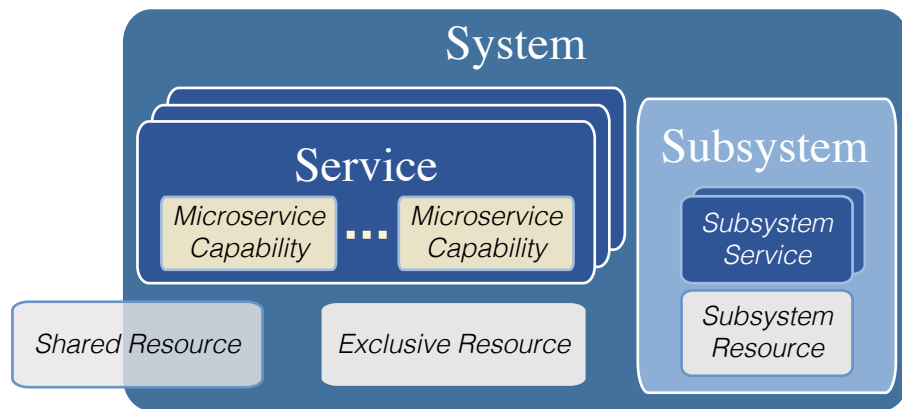 System
Service
Microservice
Capability
...
Microservice
Capability
Subsystem
Subsystem
Service
Subsystem
Resource
Shared Resource
Exclusive Resource